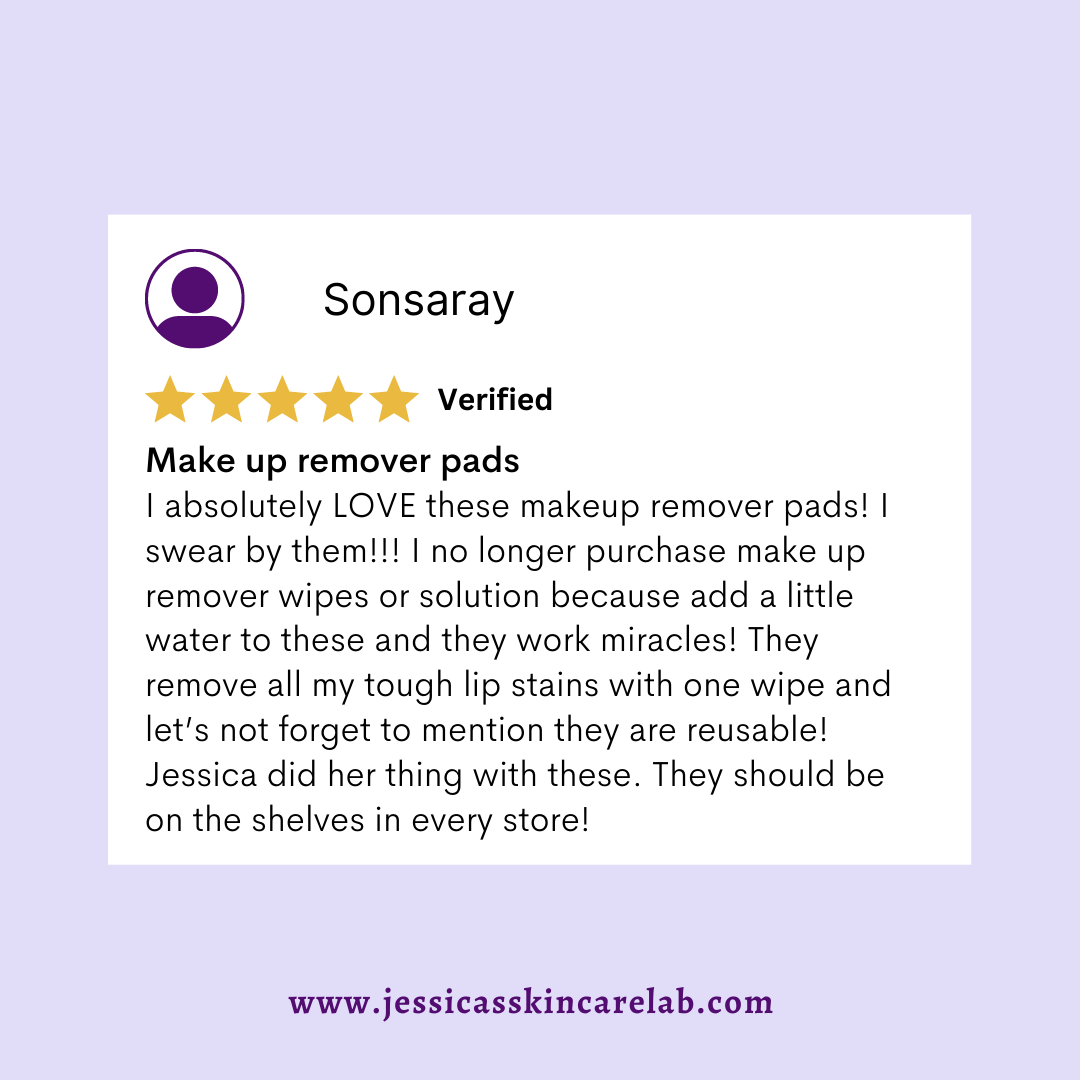 Sonsaray
Verified
Make up remover pads
I absolutely LOVE these makeup remover pads! I
swear by them!!! I no longer purchase make up
remover wipes or solution because add a little
water to these and they work miracles! They
remove all my tough lip stains with one wipe and
let’s not forget to mention they are reusable!
Jessica did her thing with these. They should be
on the shelves in every store!
www.jessicasskincarelab.com